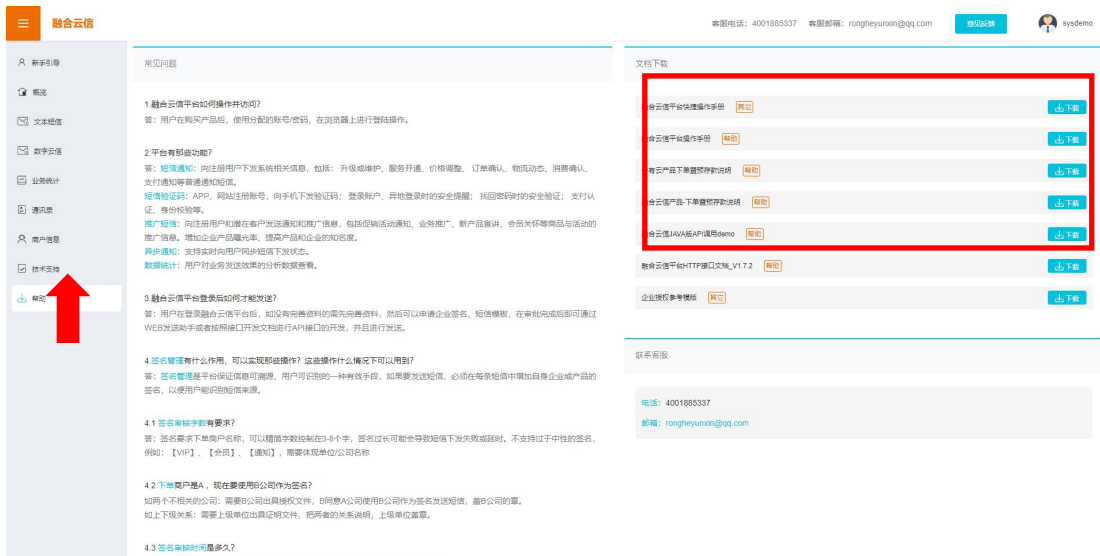 融合云信
客服电话：4001885337 客服邮箱：rongheyunxin@qq.com 意见反馈 sysdemo
新手引导
概览
文本短信
数字云信
业务统计
通讯录
商户信息
技术支持
帮助
常见问题
1.融合云信平台如何操作并访问？
答：用户在购买产品后，使用分配的账号/密码，在浏览器上进行登陆操作。
2.平台有那些功能？
答：短信通知：向注册用户下发系统相关信息，包括： 升级或维护、服务开通、价格调整、 订单确认、物流动态、消费确认、
支付通知等普通通知短信。
短信验证码：APP、网站注册账号，向手机下发验证码； 登录账户、异地登录时的安全提醒； 找回密码时的安全验证； 支付认
证、身份校验等。
推广短信：向注册用户和潜在客户发送通知和推广信息，包括促销活动通知、业务推广、新产品宣讲、会员关怀等商品与活动的
推广信息。增加企业产品曝光率、提高产品和企业的知名度。
异步通知：支持实时向用户同步短信下发状态。
数据统计：用户对业务发送效果的分析数据查看。
3.融合云信平台登录后如何才能发送？
答：用户在登录融合云信平台后，如没有完善资料的需先完善资料，然后可以申请企业签名、短信模板，在审批完成后即可通过
WEB发送助手或者按照接口开发文档进行API接口的开发，并且进行发送。
4.签名管理有什么作用，可以实现那些操作？这些操作什么情况下可以用到？
答：签名管理是平台保证信息可溯源、用户可识别的一种有效手段，如果要发送短信，必须在每条短信中增加自身企业或产品的
签名，以便用户能识别短信来源。
4.1 签名审核字数有要求？
答：签名要求下单商户名称，可以精简字数控制在3-8个字，签名过长可能会导致短信下发失败或延时。不支持过于中性的签名，
例如：【VIP】、【会员】、【通知】，需要体现单位/公司名称
4.2 下单商户是A，现在要使用B公司作为签名？
如两个不相关的公司：需要B公司出具授权文件，B同意A公司使用B公司作为签名发送短信，盖B公司的章。
如上下级关系：需要上级单位出具证明文件，把两者的关系说明，上级单位盖章。
4.3 签名审核时间是多久？
文档下载
融合云信平台快捷操作手册 其它 下载
融合云信平台操作手册 帮助 下载
有云产品下单暨预存款说明 帮助 下载
融合云信产品-下单暨预存款说明 帮助 下载
融合云信JAVA版API调用demo 帮助 下载
融合云信平台HTTP接口文档_V1.7.2 帮助 下载
企业授权参考模板 其它 下载
联系客服
电话：4001885337
邮箱：rongheyunxin@qq.com